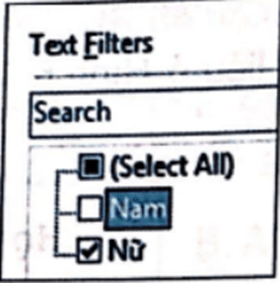 Text Filters
Search
(Select All)
Nam
Nữ